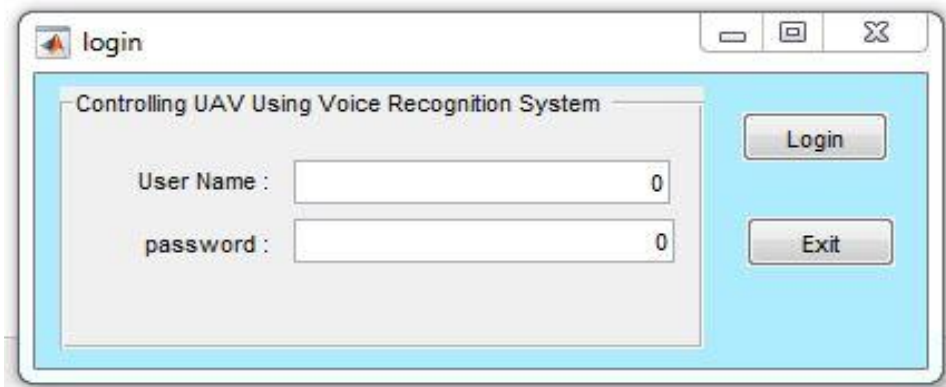 login
Controlling UAV Using Voice Recognition System
User Name : 0
password : 0
Login
Exit